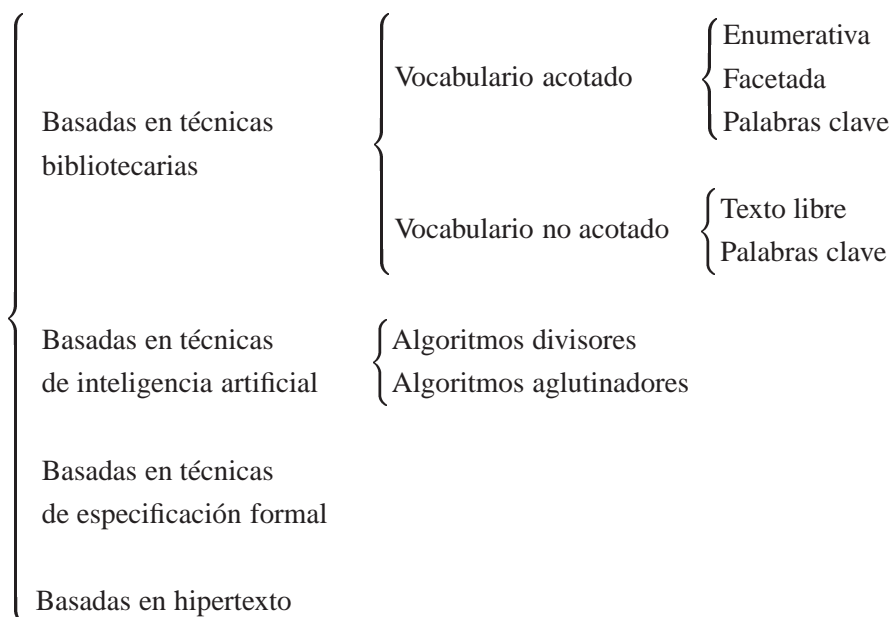 Basadas en técnicas
bibliotecarias
Vocabulario acotado
Enumerativa
Facetada
Palabras clave
Vocabulario no acotado
Texto libre
Palabras clave
Basadas en técnicas
de inteligencia artificial
Algoritmos divisores
Algoritmos aglutinadores
Basadas en técnicas
de especificación formal
Basadas en hipertexto